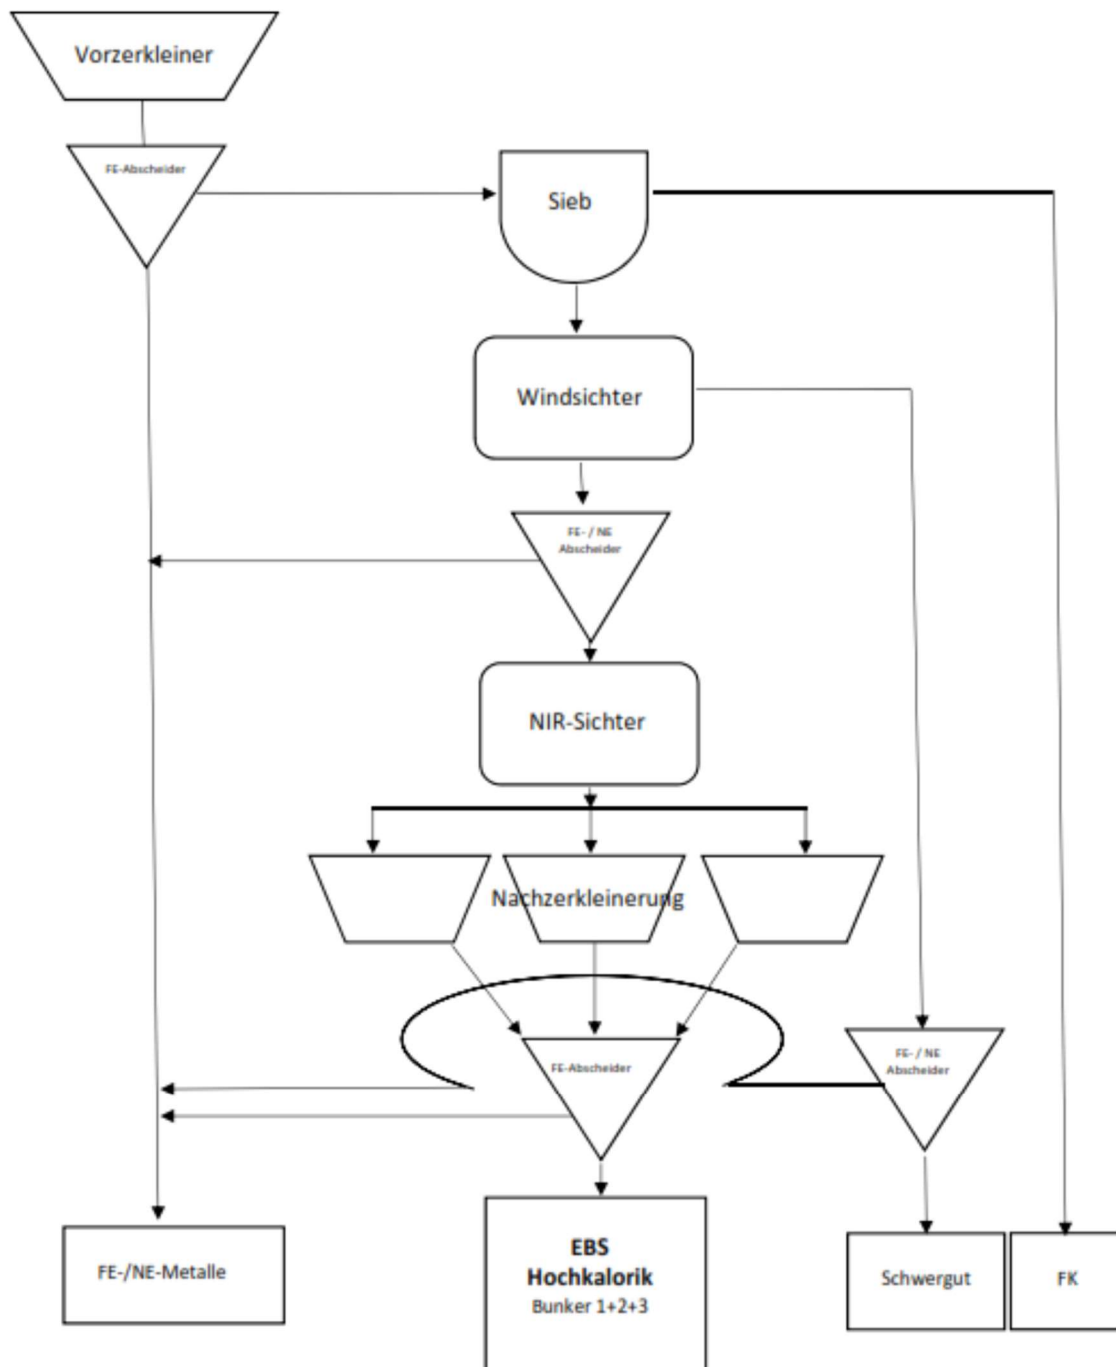 Vorzerkleiner
FE-Abscheider
Sieb
Windsichter
FE- / NE
Abscheider
NIR-Sichter
Nachzerkleinerung
FE-Abscheider
FE- / NE
Abscheider
FE-/NE-Metalle
EBS
Hochkalorik
Bunker 1+2+3
Schwergut
FK